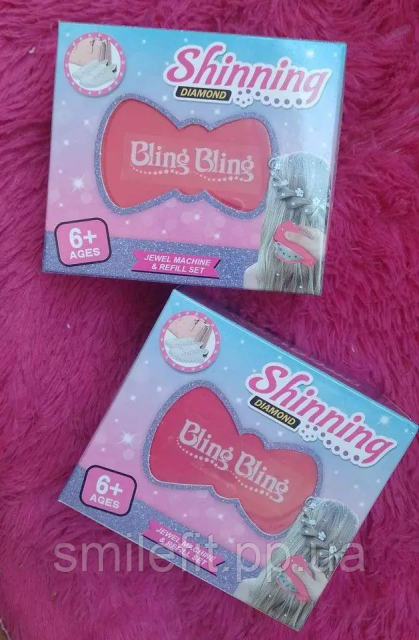 Shinning
DIAMOND
Bling Bling
6+
AGES
JEWEL MACHINE
& REFILL SET
Shinning
DIAMOND
Bling Bling
6+
AGES
JEWEL MACHINE
& REFILL SET
smilefit.pp.ua